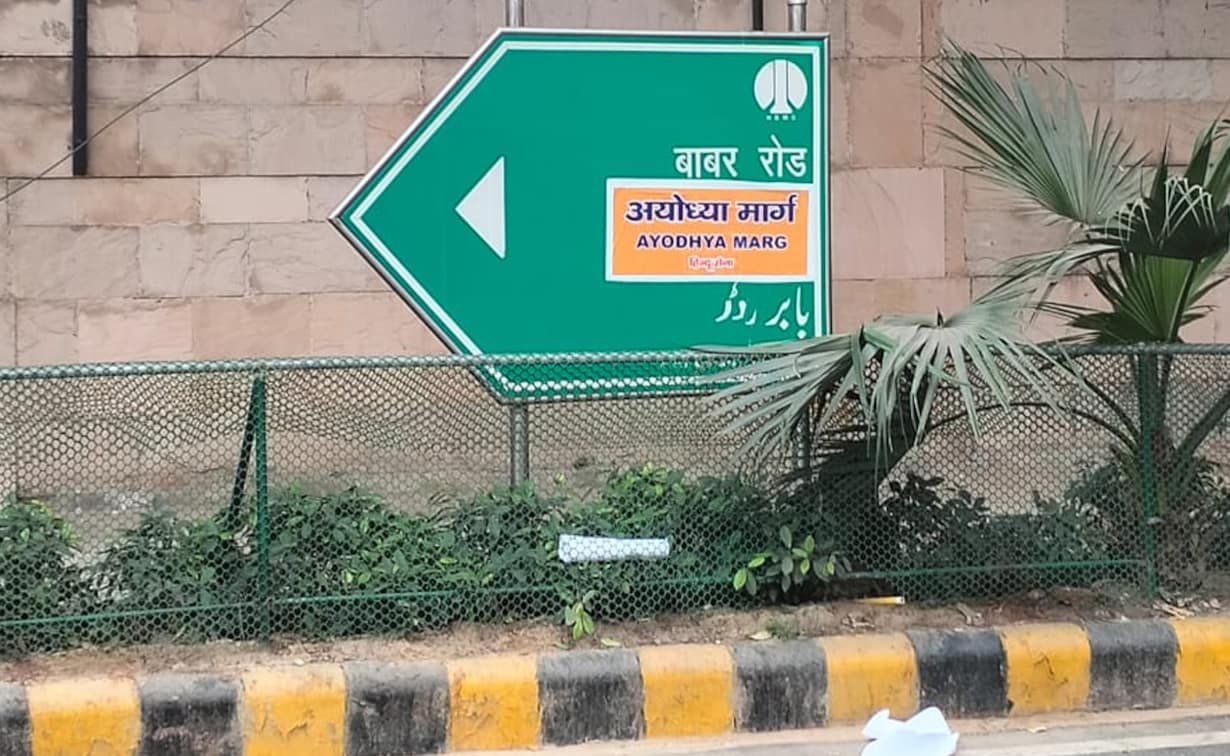 NDMC
बाबर रोड
अयोध्या मार्ग
AYODHYA MARG
हिन्दू सेना
بابر روڈ